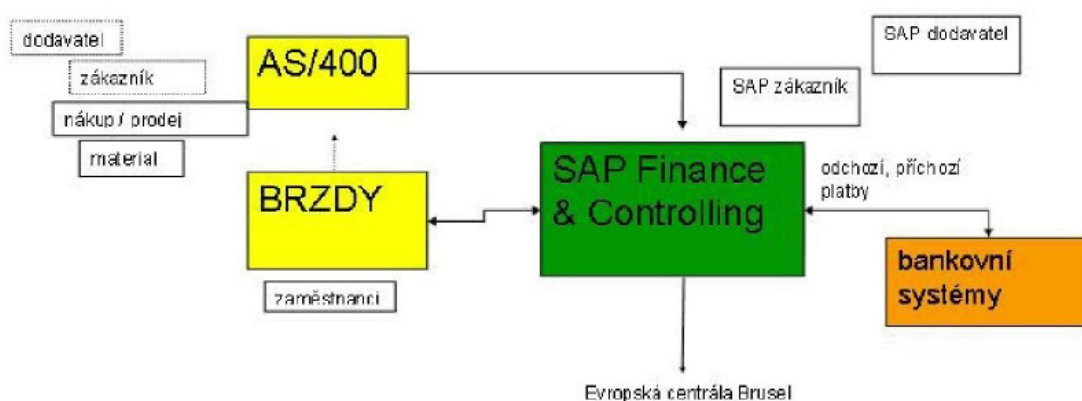 dodavatel
zákazník
nákup / prodej
material
AS/400
BRZDY
zaměstnanci
SAP Finance
& Controlling
SAP zákazník
SAP dodavatel
odchozí, příchozí
platby
bankovní
systémy
Evropská centrála Brusel